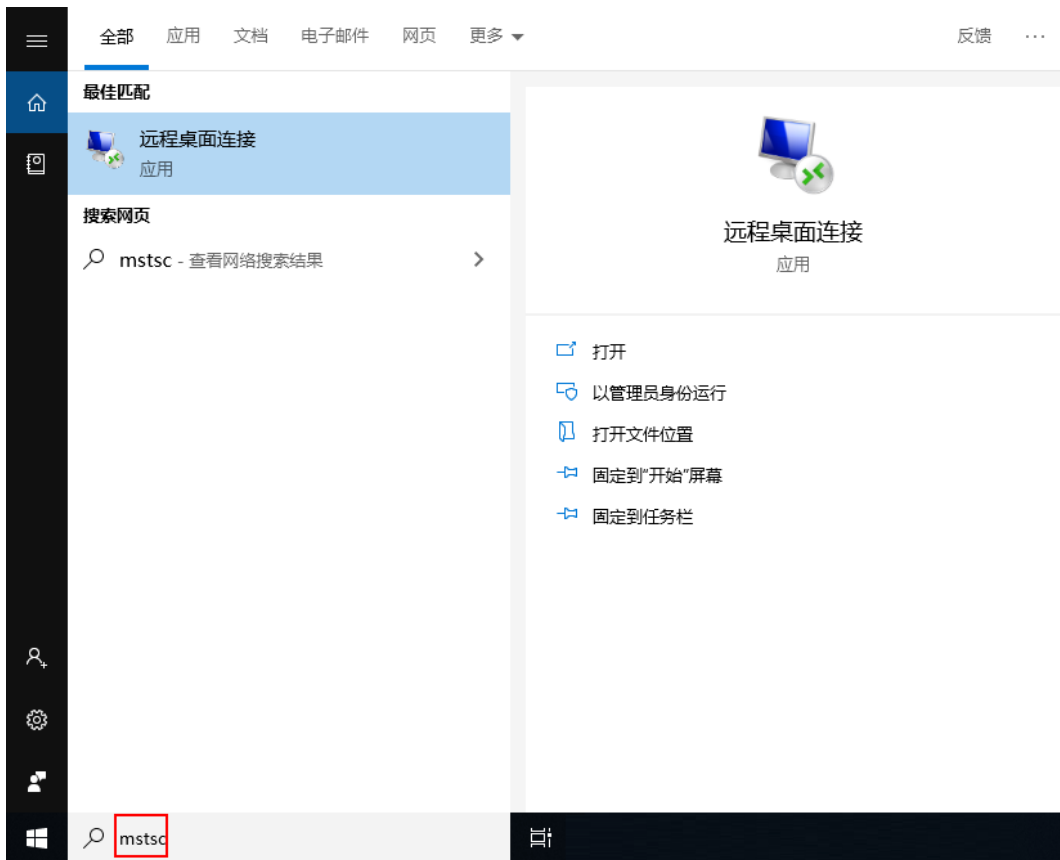 全部 应用 文档 电子邮件 网页 更多 反馈 ···
最佳匹配
远程桌面连接
应用
搜索网页
mstsc - 查看网络搜索结果
远程桌面连接
应用
打开
以管理员身份运行
打开文件位置
固定到"开始"屏幕
固定到任务栏
mstsc